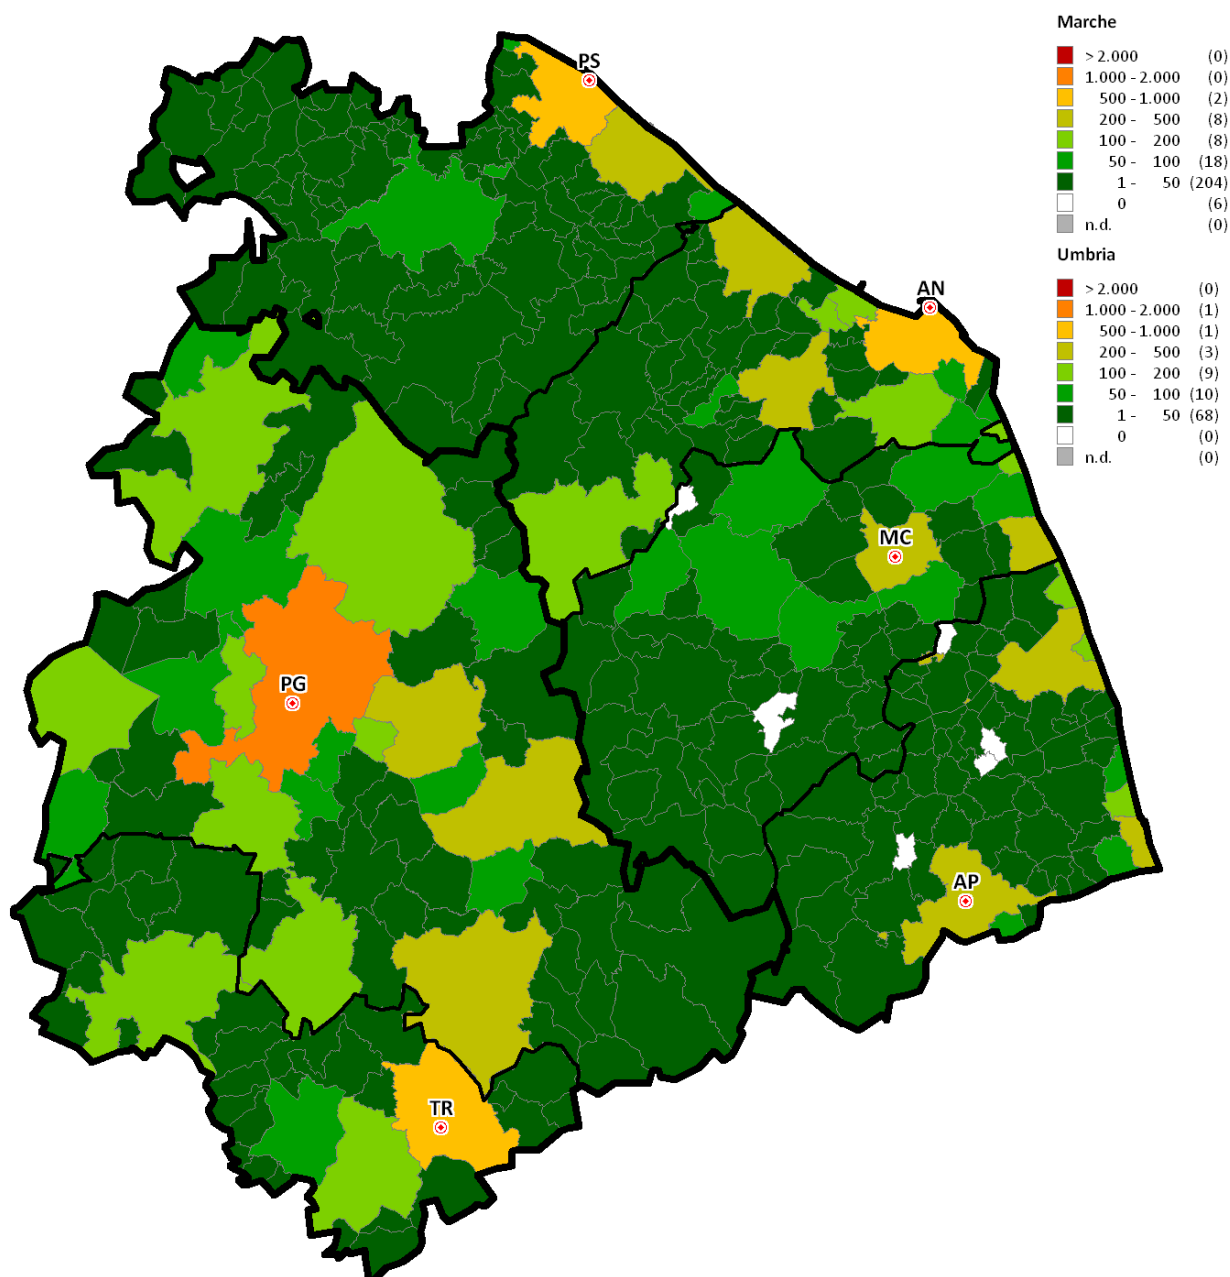 Marche
> 2.000 (0)
1.000 - 2.000 (0)
500 - 1.000 (2)
200 - 500 (8)
100 - 200 (8)
50 - 100 (18)
1 - 50 (204)
0 (6)
n.d. (0)
Umbria
> 2.000 (0)
1.000 - 2.000 (1)
500 - 1.000 (1)
200 - 500 (3)
100 - 200 (9)
50 - 100 (10)
1 - 50 (68)
0 (0)
n.d. (0)
PS
AN
MC
PG
AP
TR